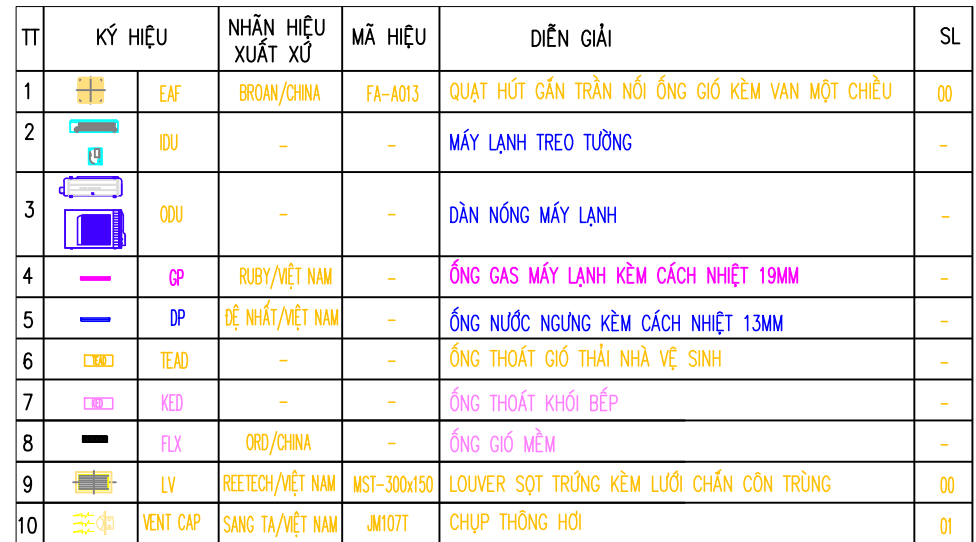 TT KÝ HIỆU NHÃN HIỆU XUẤT XỨ MÃ HIỆU DIỄN GIẢI SL
1 EAF BROAN/CHINA FA-A013 QUẠT HÚT GẮN TRẦN NỐI ỐNG GIÓ KÈM VAN MỘT CHIỀU 00
2 IDU - - MÁY LẠNH TREO TƯỜNG -
3 ODU - - DÀN NÓNG MÁY LẠNH -
4 GP RUBY/VIỆT NAM - ỐNG GAS MÁY LẠNH KÈM CÁCH NHIỆT 19MM -
5 DP ĐỆ NHẤT/VIỆT NAM - ỐNG NƯỚC NGƯNG KÈM CÁCH NHIỆT 13MM -
6 TEAD TEAD - - ỐNG THOÁT GIÓ THẢI NHÀ VỆ SINH -
7 KED KED - - ỐNG THOÁT KHÓI BẾP -
8 FLX ORD/CHINA - ỐNG GIÓ MỀM -
9 LV REETECH/VIỆT NAM MST-300x150 LOUVER SỌT TRỨNG KÈM LƯỚI CHẮN CÔN TRÙNG 00
10 VENT CAP SANG TA/VIỆT NAM JM107T CHỤP THÔNG HƠI 01